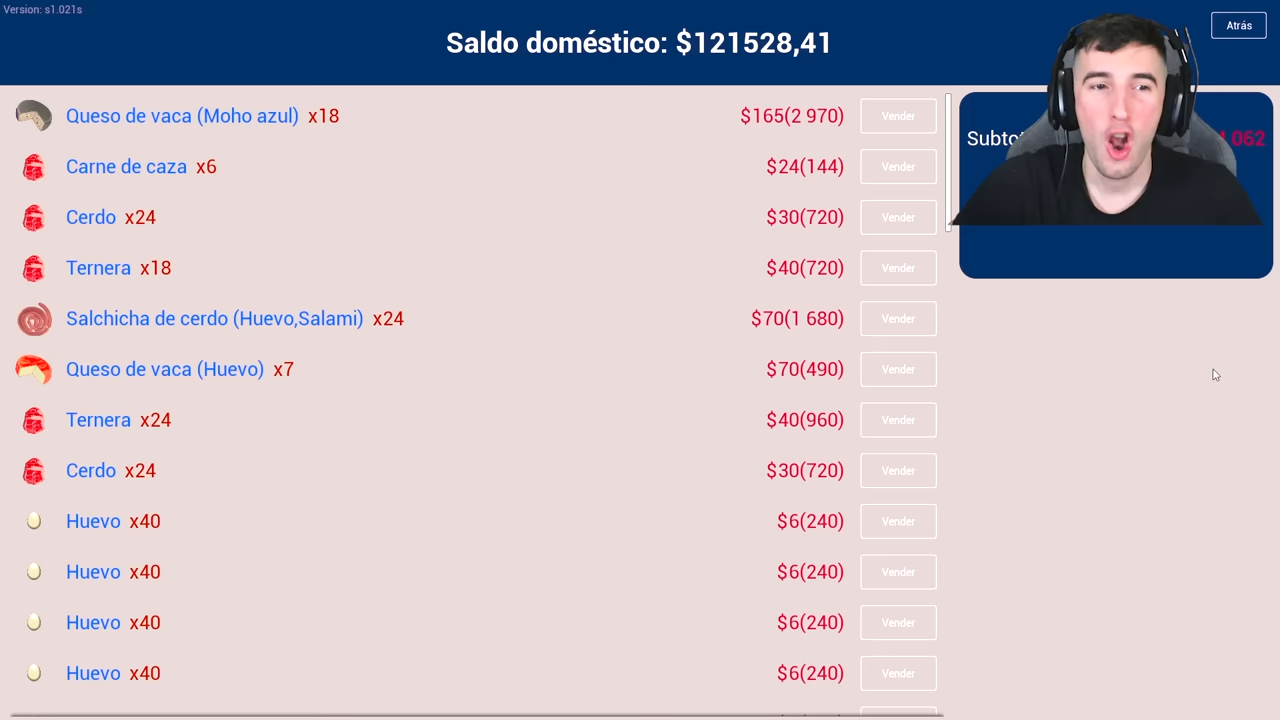 Version: s1.021s
Saldo doméstico: $121528,41
Atrás
Queso de vaca (Moho azul) x18 $165(2 970) Vender
Carne de caza x6 $24(144) Vender
Cerdo x24 $30(720) Vender
Ternera x18 $40(720) Vender
Salchicha de cerdo (Huevo,Salami) x24 $70(1 680) Vender
Queso de vaca (Huevo) x7 $70(490) Vender
Ternera x24 $40(960) Vender
Cerdo x24 $30(720) Vender
Huevo x40 $6(240) Vender
Huevo x40 $6(240) Vender
Huevo x40 $6(240) Vender
Huevo x40 $6(240) Vender
062